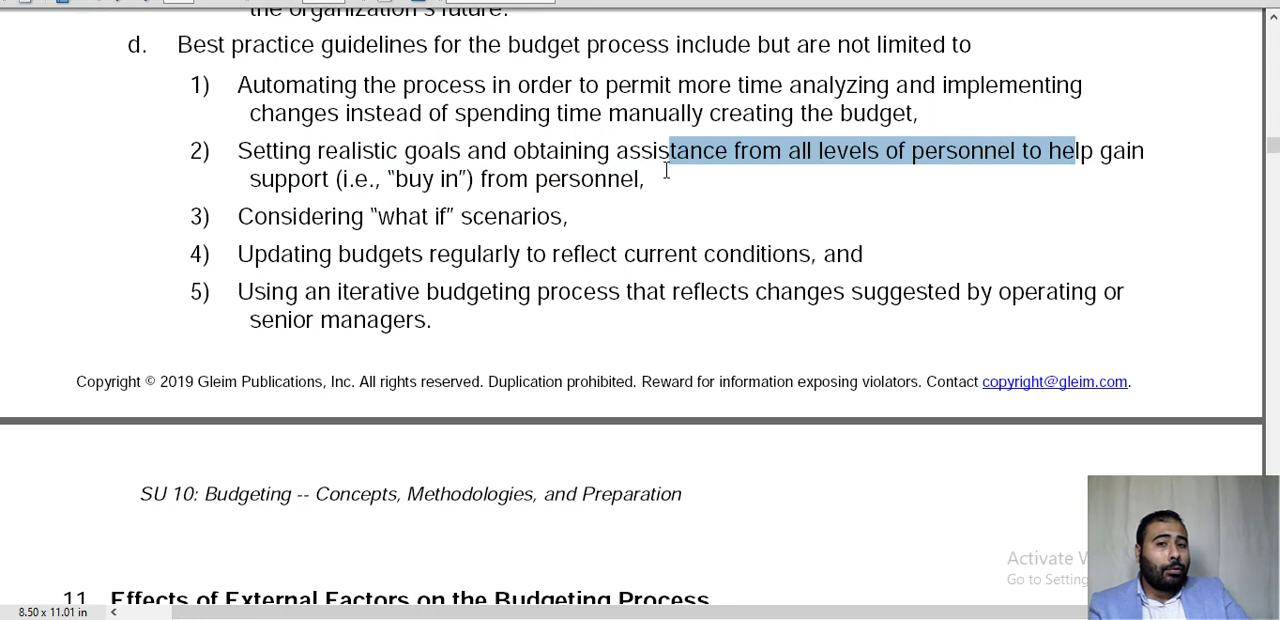 the organization's future.
d. Best practice guidelines for the budget process include but are not limited to
1) Automating the process in order to permit more time analyzing and implementing
changes instead of spending time manually creating the budget,
2) Setting realistic goals and obtaining assistance from all levels of personnel to help gain
support (i.e., "buy in") from personnel,
3) Considering "what if" scenarios,
4) Updating budgets regularly to reflect current conditions, and
5) Using an iterative budgeting process that reflects changes suggested by operating or
senior managers.
Copyright © 2019 Gleim Publications, Inc. All rights reserved. Duplication prohibited. Reward for information exposing violators. Contact copyright@gleim.com.
SU 10: Budgeting -- Concepts, Methodologies, and Preparation
Activate
Go to Setting
11. Effects of External Factors on the Budgeting Process
8.50 x 11.01 in